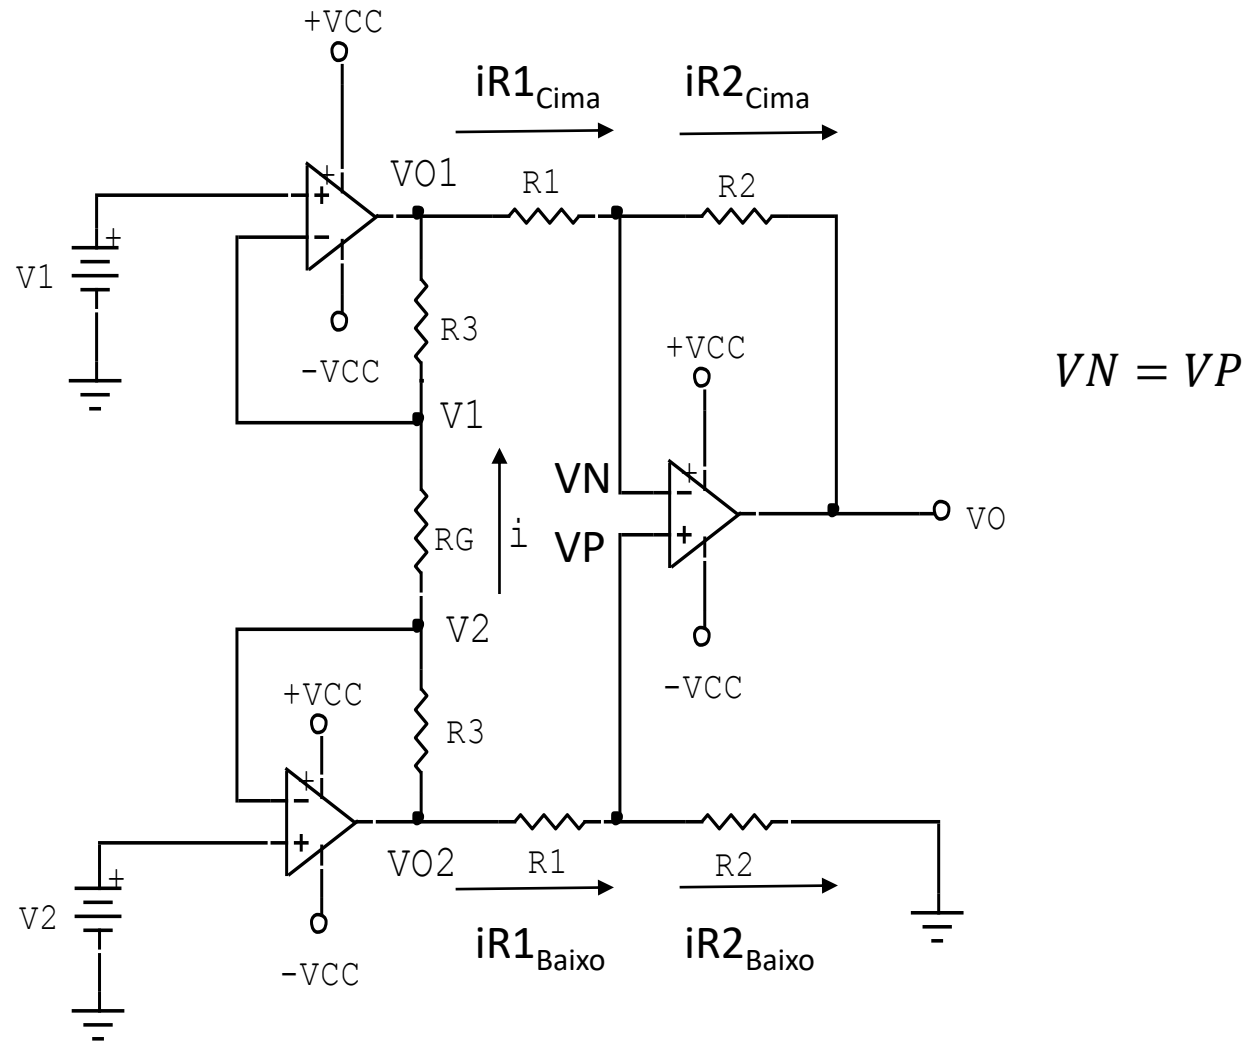 +VCC
iR1Cima
iR2Cima
VO1
R1
R2
+
+
−
V1
+
R3
-VCC
+VCC
VN = VP
V1
VN
+
−
i
RG
VP
+
VO
V2
-VCC
+VCC
R3
+
−
+
VO2
R1
R2
V2
+
iR1Baixo
iR2Baixo
-VCC